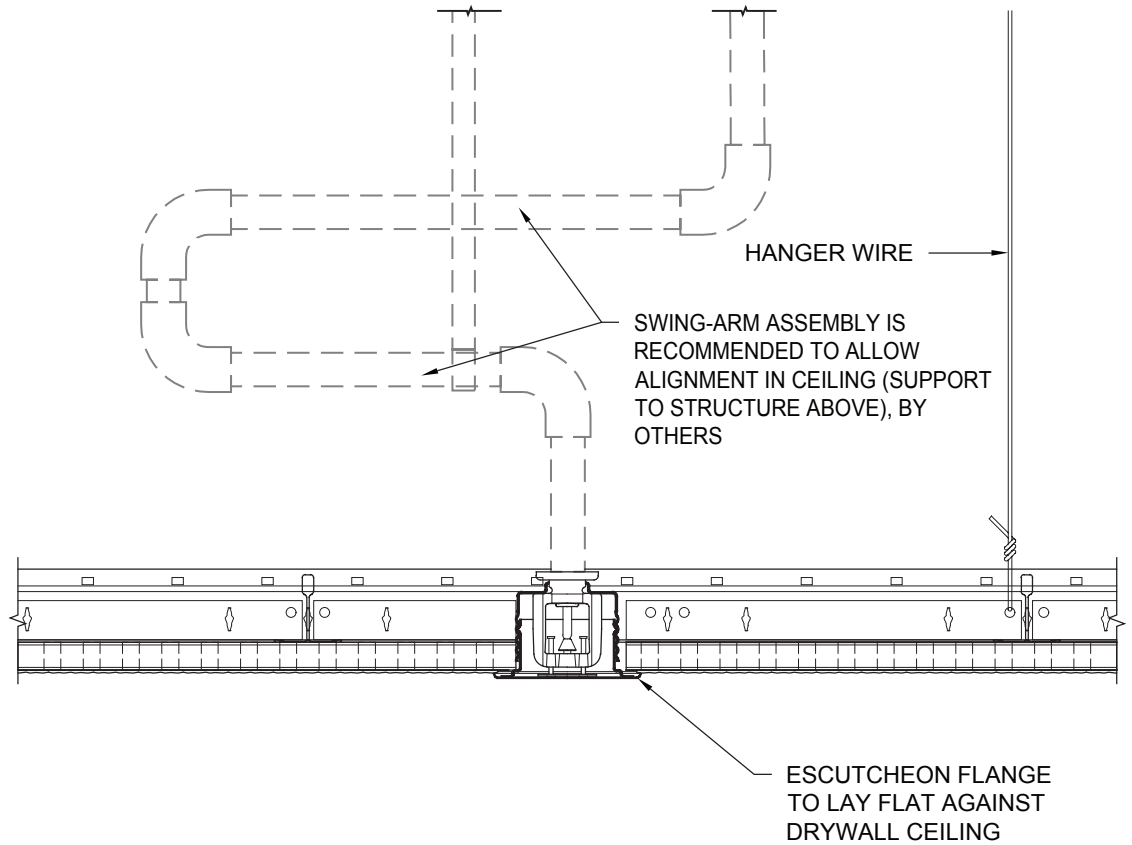 HANGER WIRE
SWING-ARM ASSEMBLY IS
RECOMMENDED TO ALLOW
ALIGNMENT IN CEILING (SUPPORT
TO STRUCTURE ABOVE), BY
OTHERS
ESCUTCHEON FLANGE
TO LAY FLAT AGAINST
DRYWALL CEILING